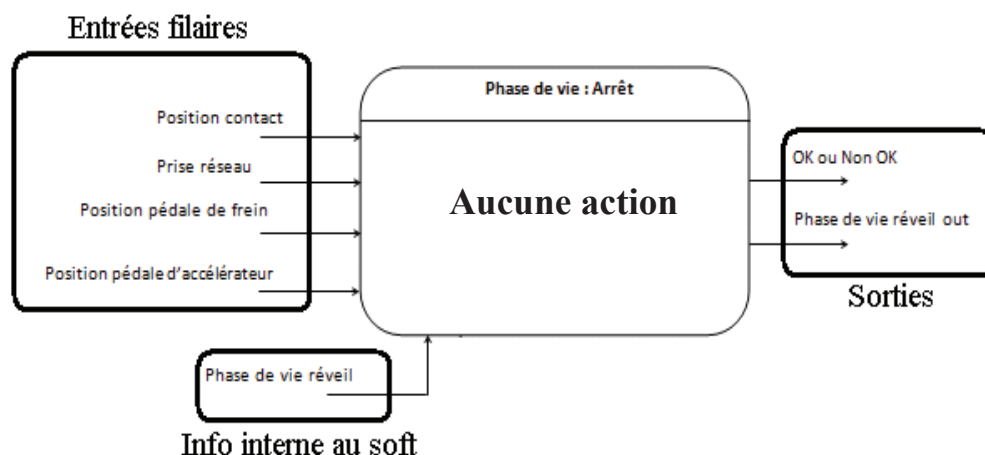 Entrées filaires
Position contact
Prise réseau
Position pédale de frein
Position pédale d'accélérateur
Phase de vie : Arrêt
Aucune action
OK ou Non OK
Phase de vie réveil out
Sorties
Phase de vie réveil
Info interne au soft